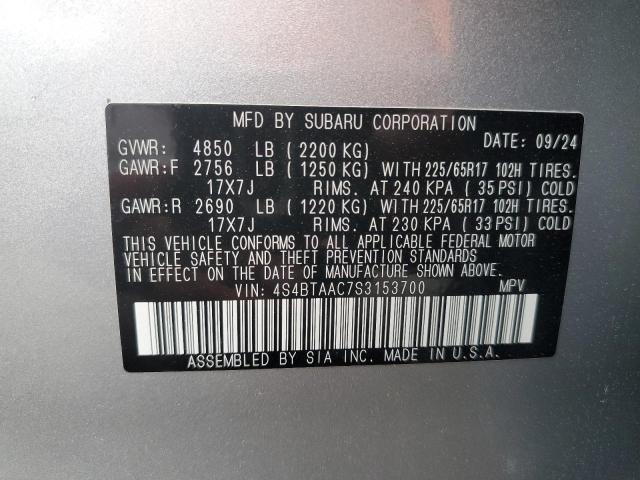 MFD BY SUBARU CORPORATION
DATE: 09/24
GVWR: 4850 LB (2200 KG)
GAWR:F 2756 LB (1250 KG) WITH 225/65R17 102H TIRES.
17X7J RIMS. AT 240 KPA (35 PSI) COLD
GAWR:R 2690 LB (1220 KG) WITH 225/65R17 102H TIRES.
17X7J RIMS. AT 230 KPA (33 PSI) COLD
THIS VEHICLE CONFORMS TO ALL APPLICABLE FEDERAL MOTOR
VEHICLE SAFETY AND THEFT PREVENTION STANDARDS
IN EFFECT ON THE DATE OF MANUFACTURE SHOWN ABOVE.
VIN: 4S4BTAAC7S3153700 MPV
ASSEMBLED BY SIA INC. MADE IN U.S.A.